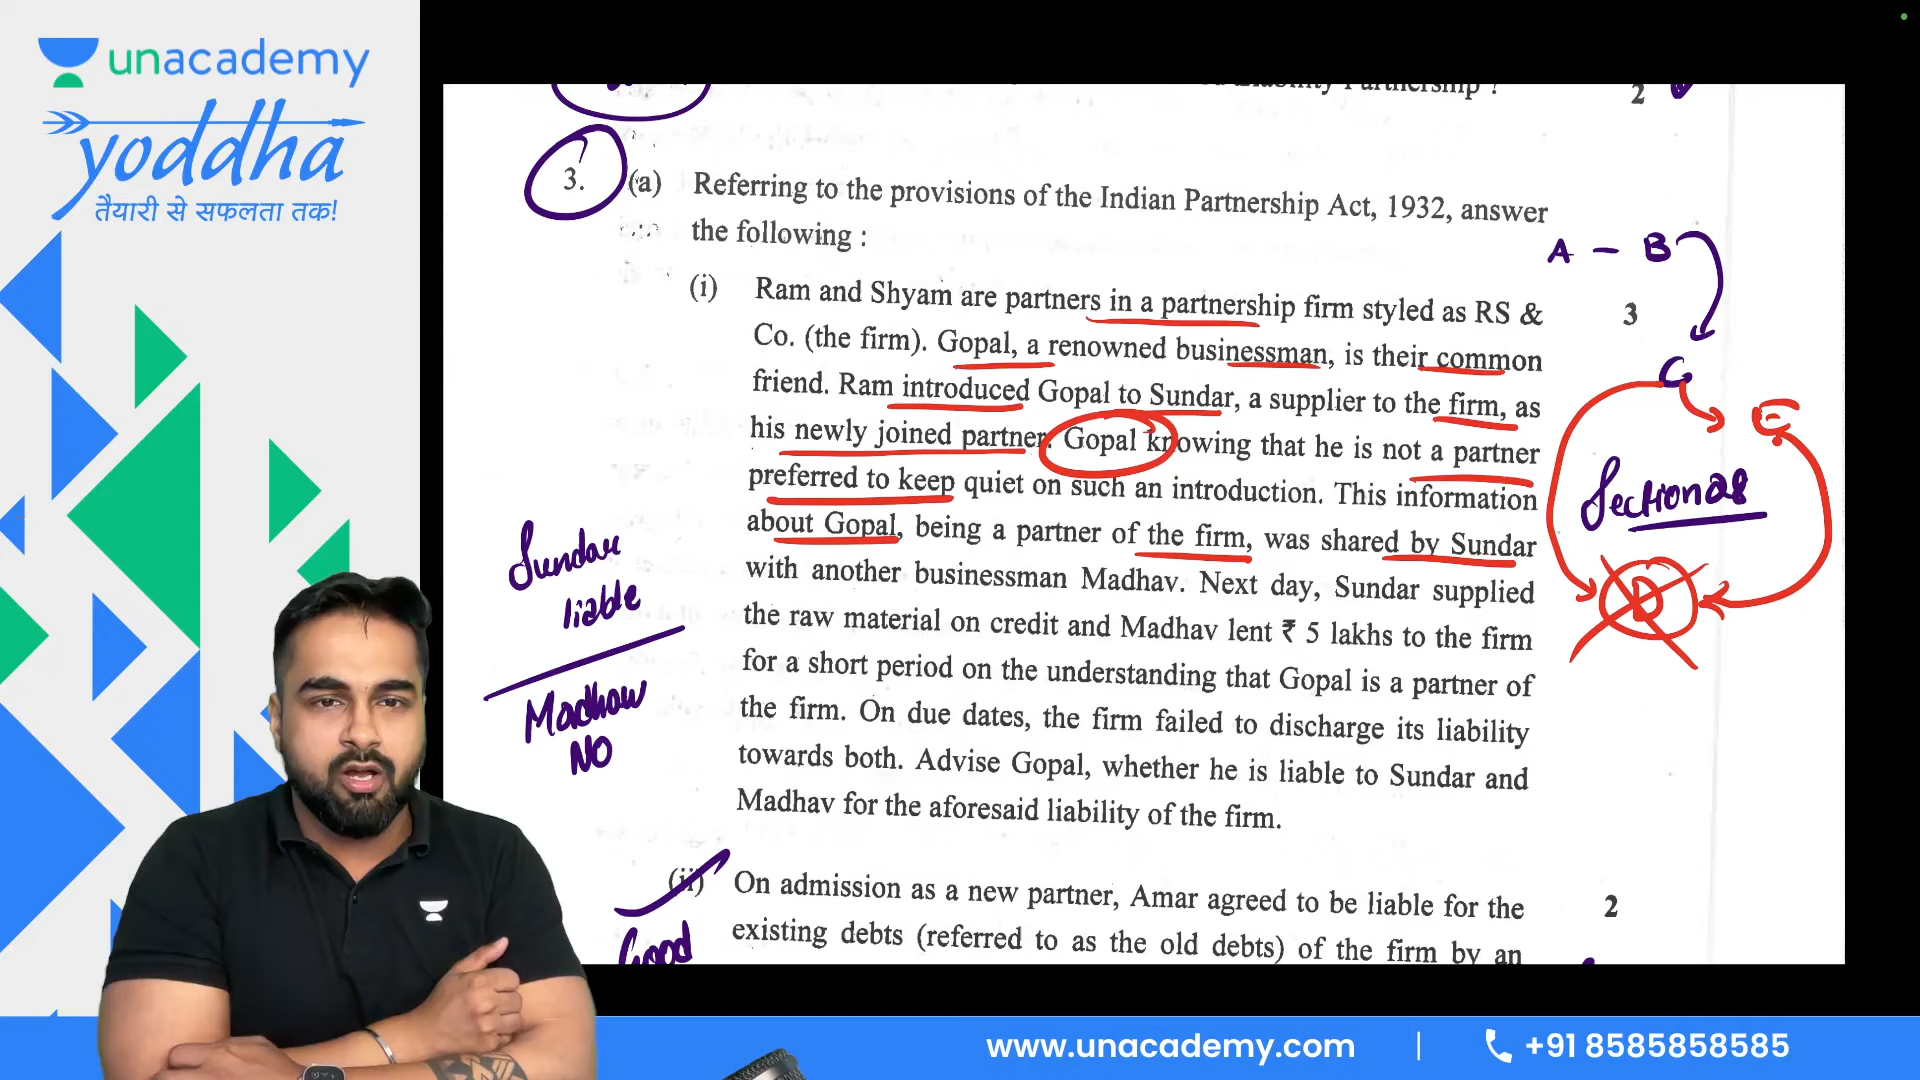 unacademy
yoddha
तैयारी से सफलता तक!
2
3. (a) Referring to the provisions of the Indian Partnership Act, 1932, answer
the following :
A - B
(i) Ram and Shyam are partners in a partnership firm styled as RS & 3
Co. (the firm). Gopal, a renowned businessman, is their common
friend. Ram introduced Gopal to Sundar, a supplier to the firm, as
his newly joined partner. Gopal knowing that he is not a partner
preferred to keep quiet on such an introduction. This information
about Gopal, being a partner of the firm, was shared by Sundar
with another businessman Madhav. Next day, Sundar supplied
the raw material on credit and Madhav lent ₹ 5 lakhs to the firm
for a short period on the understanding that Gopal is a partner of
the firm. On due dates, the firm failed to discharge its liability
towards both. Advise Gopal, whether he is liable to Sundar and
Madhav for the aforesaid liability of the firm.
C
Section 28
D
Sundar
liable
Madhav
NO
(ii) On admission as a new partner, Amar agreed to be liable for the 2
existing debts (referred to as the old debts) of the firm by an
Good
www.unacademy.com | +91 8585858585